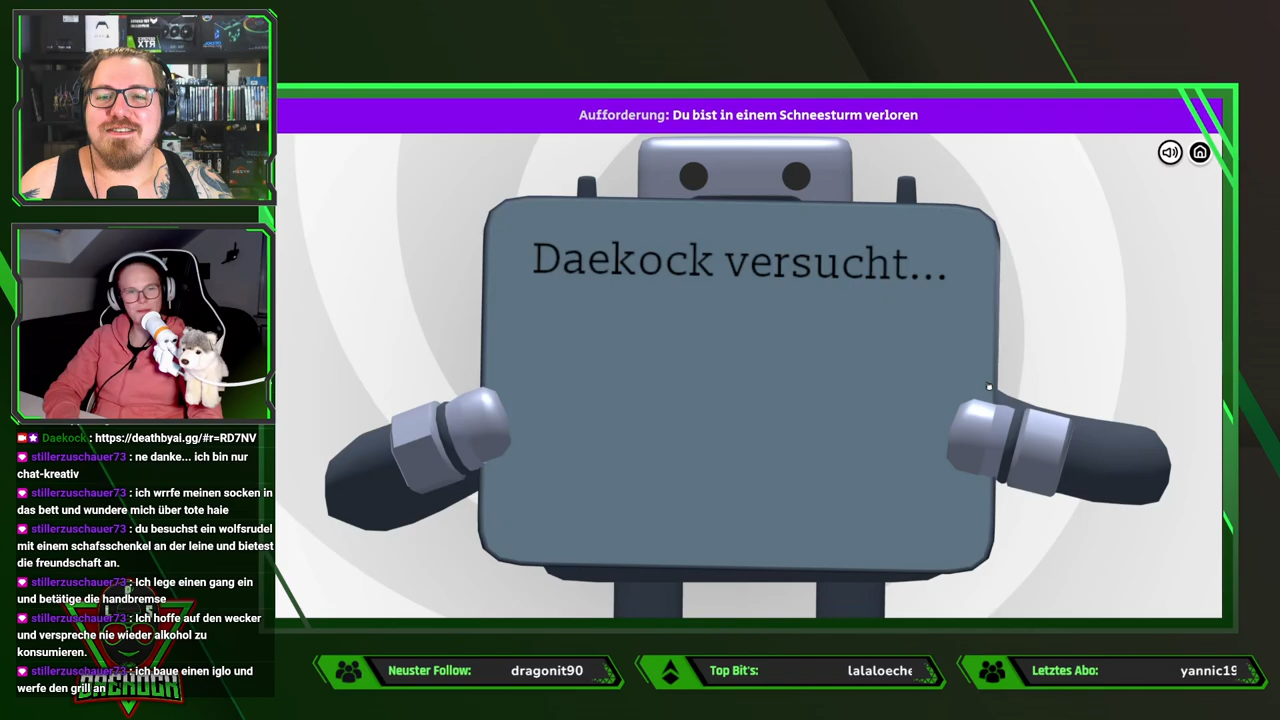 Aufforderung: Du bist in einem Schneesturm verloren
Daekock versucht...
Daekock : https://deathbyai.gg/#r=RD7NV
stillerzuschauer73 : ne danke... ich bin nur
chat-kreativ
stillerzuschauer73 : ich wrrfe meinen socken in
das bett und wundere mich über tote haie
stillerzuschauer73 : du besuchst ein wolfsrudel
mit einem schafsschenkel an der leine und bietest
die freundschaft an.
stillerzuschauer73 : Ich lege einen gang ein
und betätige die handbremse
stillerzuschauer73 : Ich hoffe auf den wecker
und verspreche nie wieder alkohol zu
konsumieren.
stillerzuschauer73 : ich baue einen iglo und
werfe den grill an
DAEKOCK
Neuster Follow: dragonit90
Top Bit's: lalaloeche
Letztes Abo: yannic19